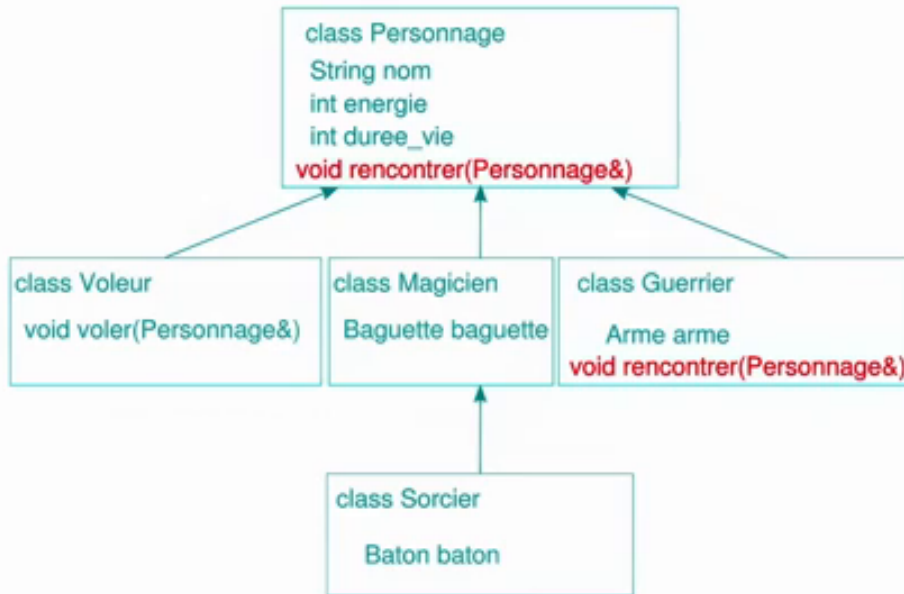 class Personnage
String nom
int energie
int duree_vie
void rencontrer(Personnage&)
class Voleur
void voler(Personnage&)
class Magicien
Baguette baguette
class Guerrier
Arme arme
void rencontrer(Personnage&)
class Sorcier
Baton baton